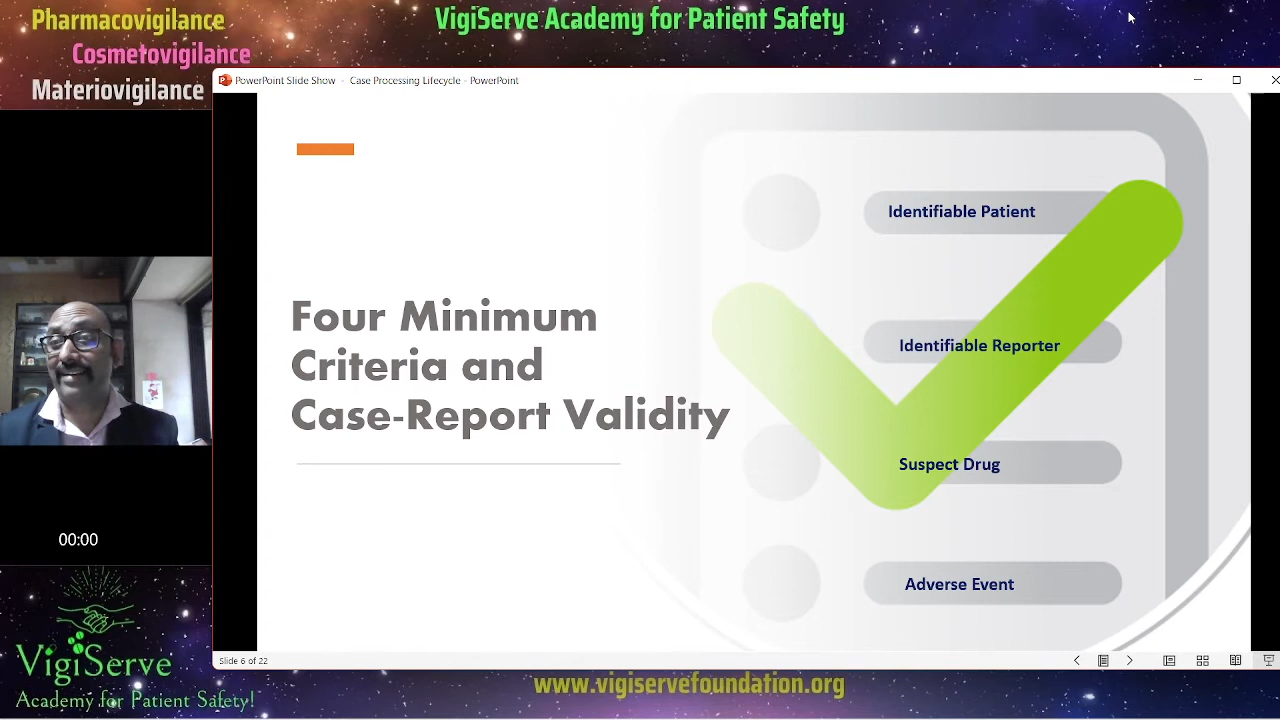 Pharmacovigilance
Cosmetovigilance
Materiovigilance
VigiServe Academy for Patient Safety
PowerPoint Slide Show - Case Processing Lifecycle - PowerPoint
Four Minimum
Criteria and
Case-Report Validity
Identifiable Patient
Identifiable Reporter
Suspect Drug
Adverse Event
00:00
VigiServe
Academy for Patient Safety!
Slide 6 of 22
www.vigiservefoundation.org